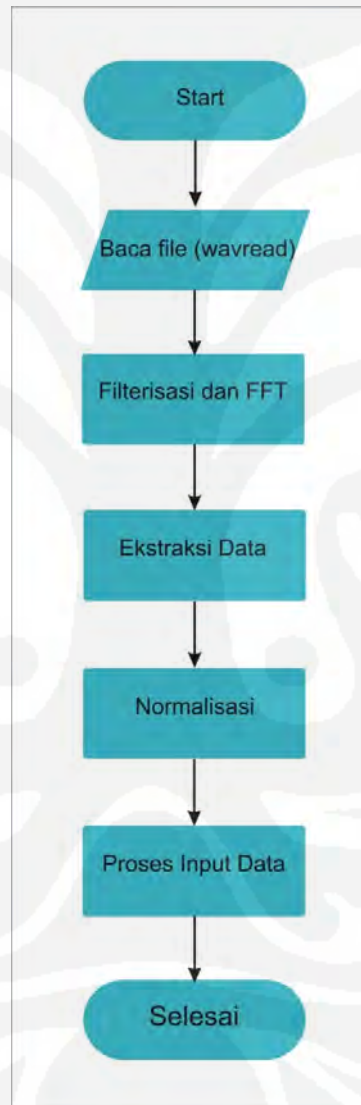 Start
Baca file (wavread)
Filterisasi dan FFT
Ekstraksi Data
Normalisasi
Proses Input Data
Selesai